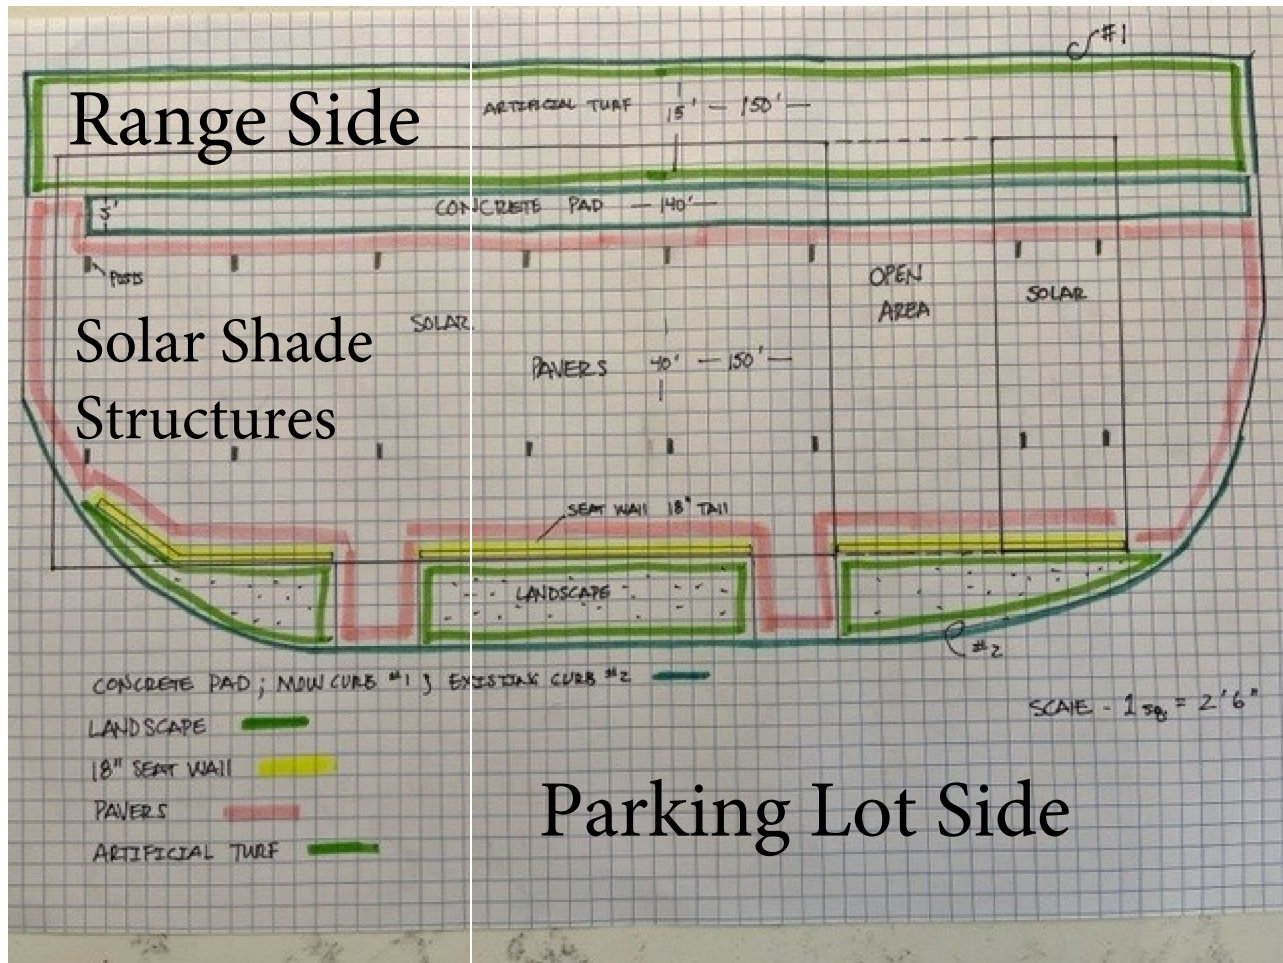 #1
Range Side
ARTIFICIAL TURF 15' - 150'
5'
CONCRETE PAD - 140'
POSTS
OPEN
AREA
SOLAR
SOLAR
Solar Shade
Structures
PAVERS 40' - 150'
SEAT WALL 18" TALL
LANDSCAPE
#2
CONCRETE PAD ; MOW CURB #1 ; EXISTING CURB #2
SCALE - 1 sq. = 2'6"
LANDSCAPE
18" SEAT WALL
PAVERS
Parking Lot Side
ARTIFICIAL TURF